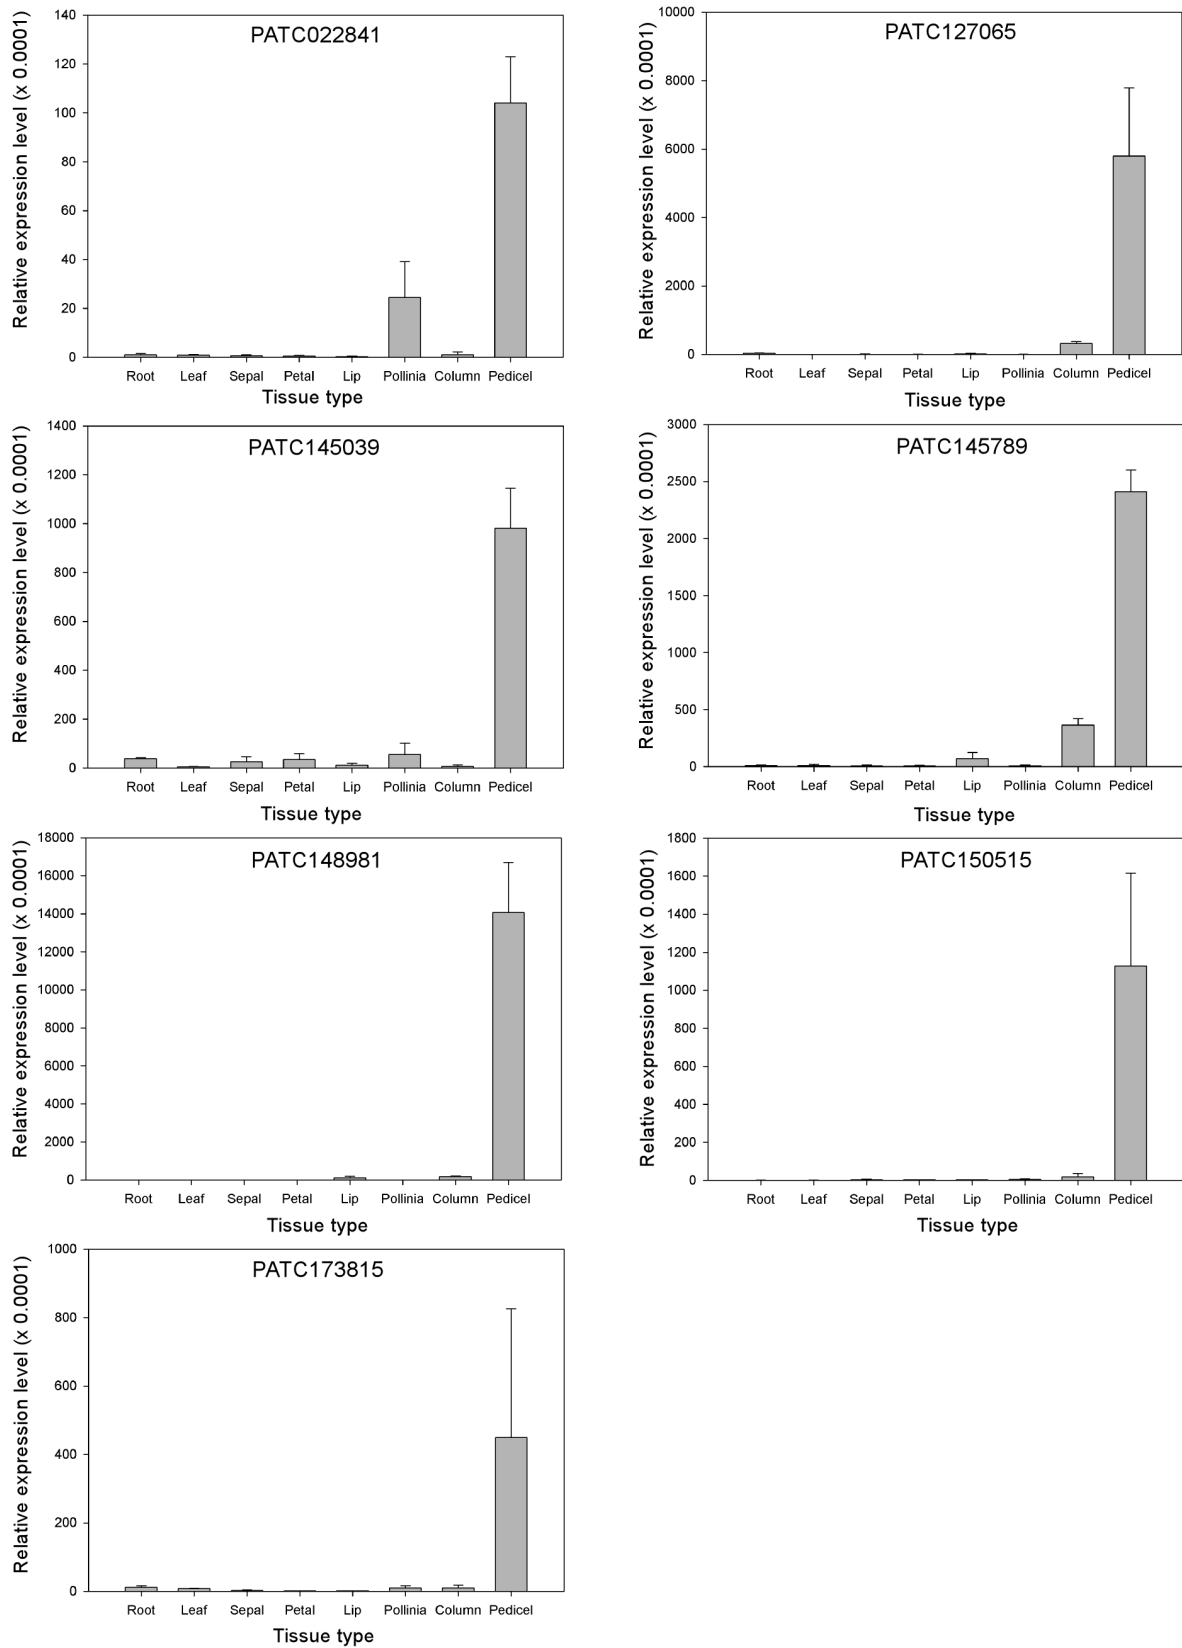 PATC022841
Relative expression level (x 0.0001)
140
120
100
80
60
40
20
0
Root Leaf Sepal Petal Lip Pollinia Column Pedicel
Tissue type
PATC127065
Relative expression level (x 0.0001)
10000
8000
6000
4000
2000
0
Root Leaf Sepal Petal Lip Pollinia Column Pedicel
Tissue type
PATC145039
Relative expression level (x 0.0001)
1400
1200
1000
800
600
400
200
0
Root Leaf Sepal Petal Lip Pollinia Column Pedicel
Tissue type
PATC145789
Relative expression level (x 0.0001)
3000
2500
2000
1500
1000
500
0
Root Leaf Sepal Petal Lip Pollinia Column Pedicel
Tissue type
PATC148981
Relative expression level (x 0.0001)
18000
16000
14000
12000
10000
8000
6000
4000
2000
0
Root Leaf Sepal Petal Lip Pollinia Column Pedicel
Tissue type
PATC150515
Relative expression level (x 0.0001)
1800
1600
1400
1200
1000
800
600
400
200
0
Root Leaf Sepal Petal Lip Pollinia Column Pedicel
Tissue type
PATC173815
Relative expression level (x 0.0001)
1000
800
600
400
200
0
Root Leaf Sepal Petal Lip Pollinia Column Pedicel
Tissue type